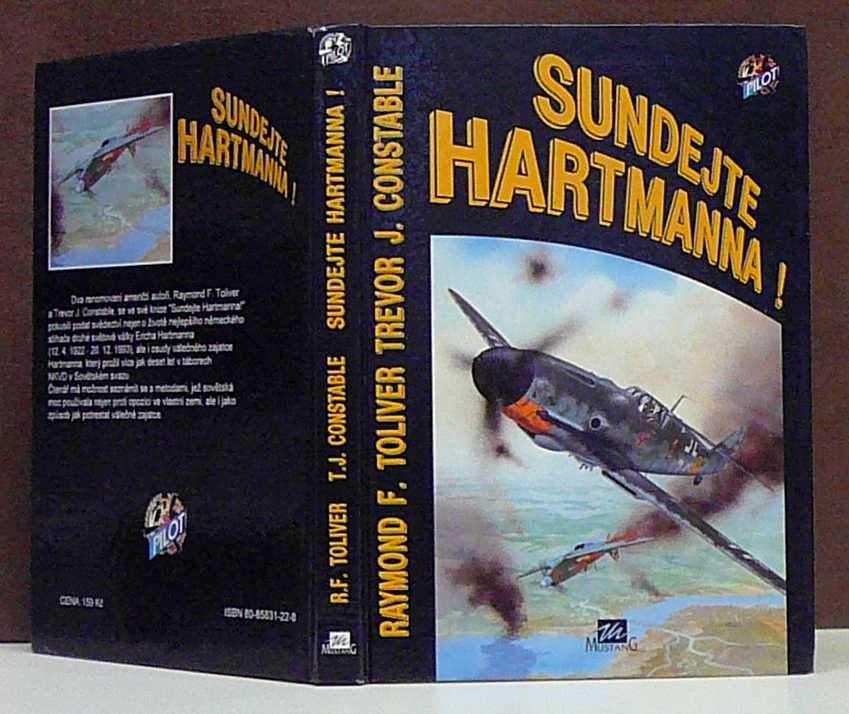 SUNDEJTE
HARTMANNA !
Dva renomovaní američtí autoři, Raymond F. Toliver
a Trevor J. Constable, se ve své knize "Sundejte Hartmanna!"
pokusili podat svědectví nejen o životě nejlepšího německého
stíhače druhé světové války Ericha Hartmanna
(12. 4. 1922 - 20. 12. 1993), ale i osudy válečného zajatce
Hartmanna, který prožil více jak deset let v táborech
NKVD v Sovětském svazu.
Čtenář má možnost seznámit se s metodami, jež sovětská
moc používala nejen proti opozici ve vlastní zemi, ale i jako
způsob jak potrestat válečné zajatce.
PILOT
CENA: 159 Kč
ISBN 80-85831-22-8
PILOT
R.F. TOLIVER T.J. CONSTABLE SUNDEJTE HARTMANNA !
MUSTANG
RAYMOND F. TOLIVER TREVOR J. CONSTABLE
PILOT
SUNDEJTE
HARTMANNA !
MUSTANG